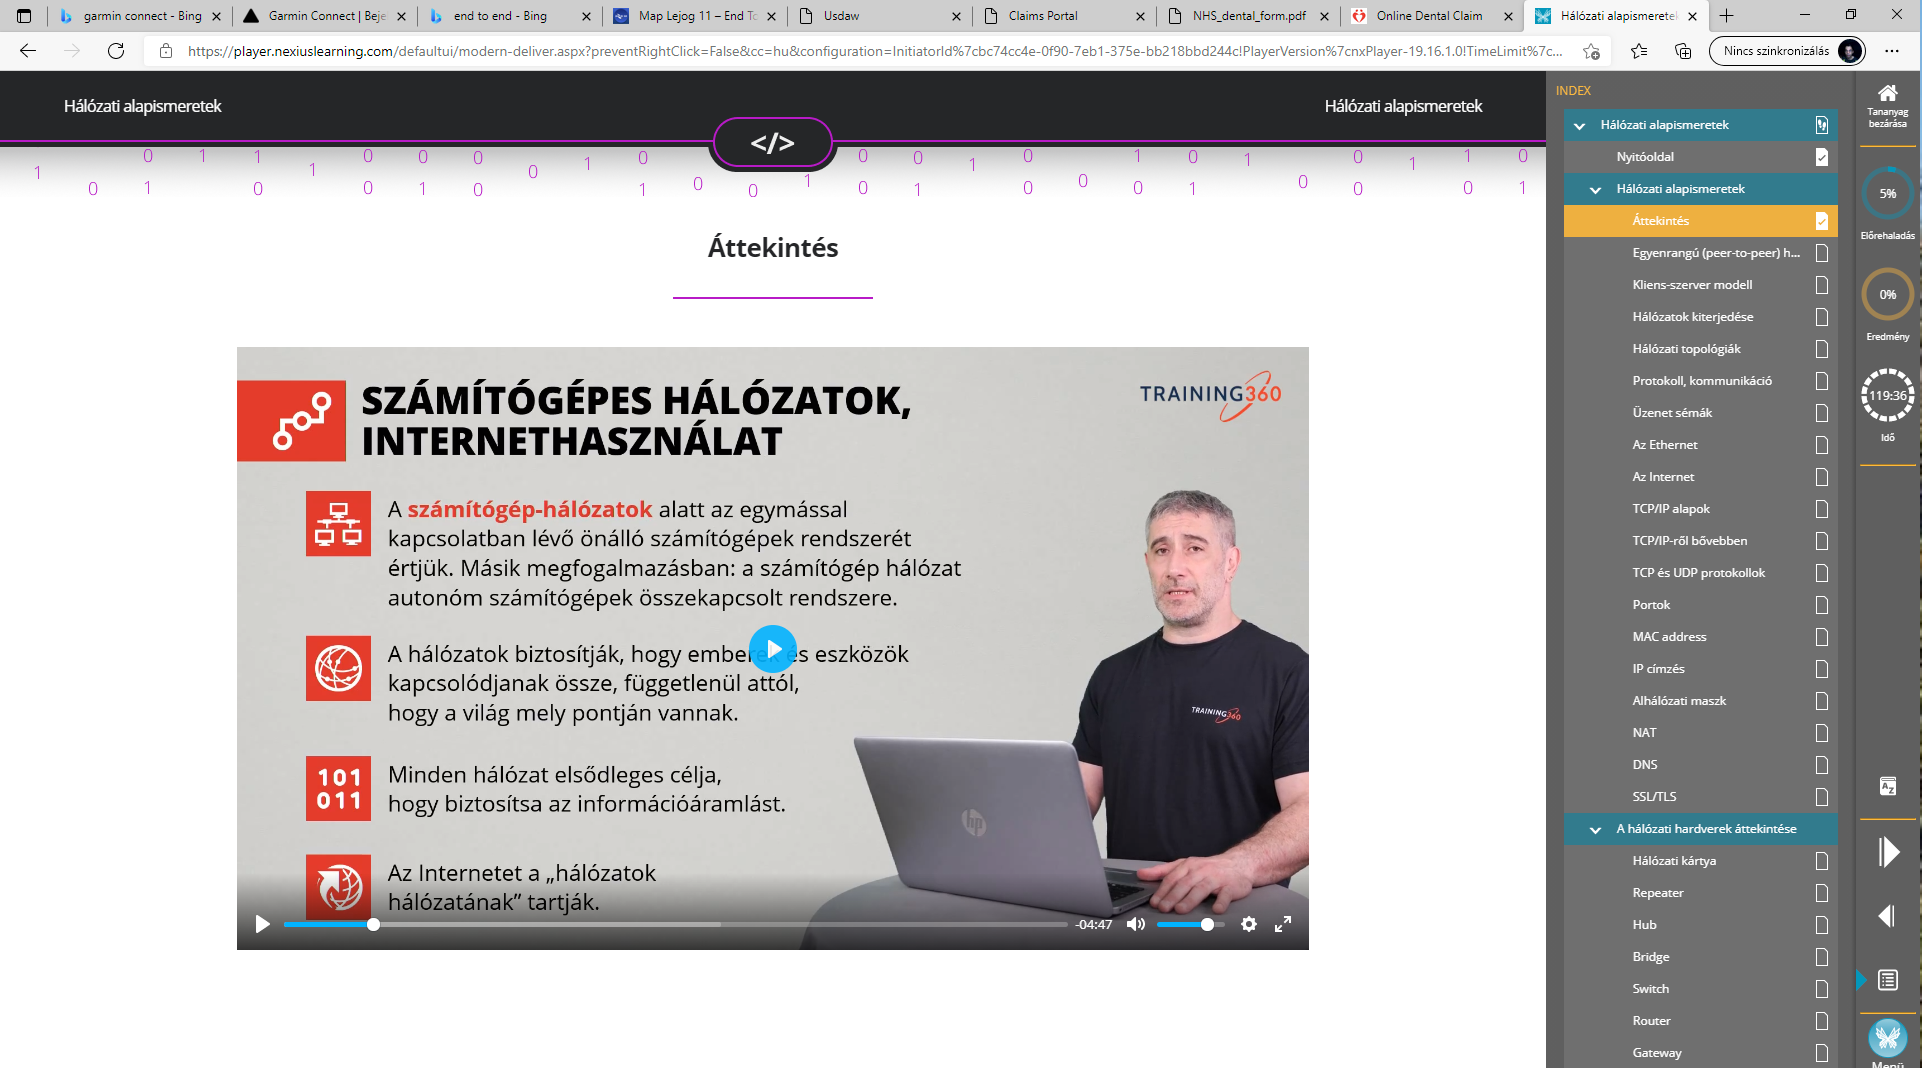 garmin connect - Bing
Garmin Connect | Beje
end to end - Bing
Map Lejog 11 – End To
Usdaw
Claims Portal
NHS_dental_form.pdf
Online Dental Claim
Hálózati alapismeretek
https://player.nexiuslearning.com/defaultui/modern-deliver.aspx?preventRightClick=False&cc=hu&configuration=InitiatorId%7cbc74cc4e-0f90-7eb1-375e-bb218bbd244c!PlayerVersion%7cnxPlayer-19.16.1.0!TimeLimit%7c...
Nincs szinkronizálás
Hálózati alapismeretek
Hálózati alapismeretek
</>
0 1 1 0 0 0 0 0 0 0 1 0 1 0 1 0
1 1 0 1 1
0 1 0 0 1 0 1 0 0 1 0 1 0 0 1 0 0 0 1
Áttekintés
SZÁMÍTÓGÉPES HÁLÓZATOK,
INTERNETHASZNÁLAT
TRAINING360
A számítógép-hálózatok alatt az egymással
kapcsolatban lévő önálló számítógépek rendszerét
értjük. Másik megfogalmazásban: a számítógép hálózat
autonóm számítógépek összekapcsolt rendszere.
A hálózatok biztosítják, hogy emberek és eszközök
kapcsolódjanak össze, függetlenül attól,
hogy a világ mely pontján vannak.
101
011
Minden hálózat elsődleges célja,
hogy biztosítsa az információáramlást.
Az Internetet a „hálózatok
hálózatának” tartják.
TRAINING360
hp
-04:47
INDEX
Hálózati alapismeretek
Nyitóoldal
Hálózati alapismeretek
Áttekintés
Egyenrangú (peer-to-peer) h...
Kliens-szerver modell
Hálózatok kiterjedése
Hálózati topológiák
Protokoll, kommunikáció
Üzenet sémák
Az Ethernet
Az Internet
TCP/IP alapok
TCP/IP-ről bővebben
TCP és UDP protokollok
Portok
MAC address
IP címzés
Alhálózati maszk
NAT
DNS
SSL/TLS
A hálózati hardverek áttekintése
Hálózati kártya
Repeater
Hub
Bridge
Switch
Router
Gateway
Tananyag
bezárása
5%
Előrehaladás
0%
Eredmény
119:36
Idő
A Z
Menü